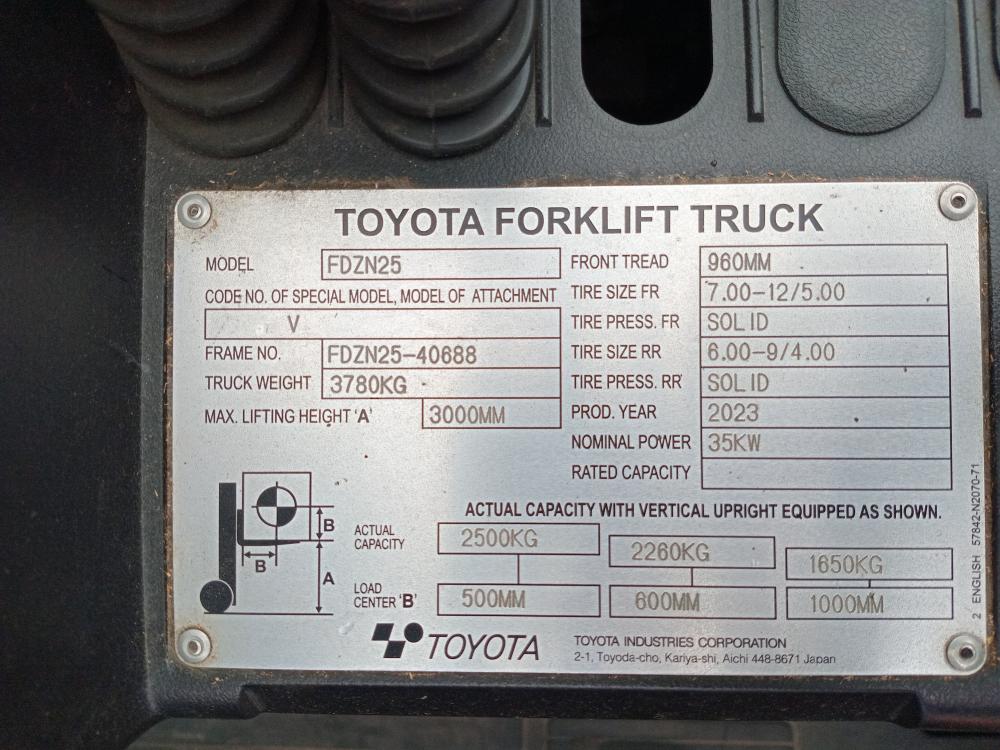 TOYOTA FORKLIFT TRUCK
MODEL FDZN25
CODE NO. OF SPECIAL MODEL, MODEL OF ATTACHMENT
V
FRAME NO. FDZN25-40688
TRUCK WEIGHT 3780KG
MAX. LIFTING HEIGHT 'A' 3000MM
FRONT TREAD 960MM
TIRE SIZE FR 7.00-12/5.00
TIRE PRESS. FR SOLID
TIRE SIZE RR 6.00-9/4.00
TIRE PRESS. RR SOLID
PROD. YEAR 2023
NOMINAL POWER 35KW
RATED CAPACITY
ACTUAL CAPACITY WITH VERTICAL UPRIGHT EQUIPPED AS SHOWN.
B
B
A
ACTUAL
CAPACITY 2500KG 2260KG 1650KG
LOAD
CENTER 'B' 500MM 600MM 1000MM
TOYOTA
TOYOTA INDUSTRIES CORPORATION
2-1, Toyoda-cho, Kariya-shi, Aichi 448-8671 Japan
2 ENGLISH 57842-N2070-71